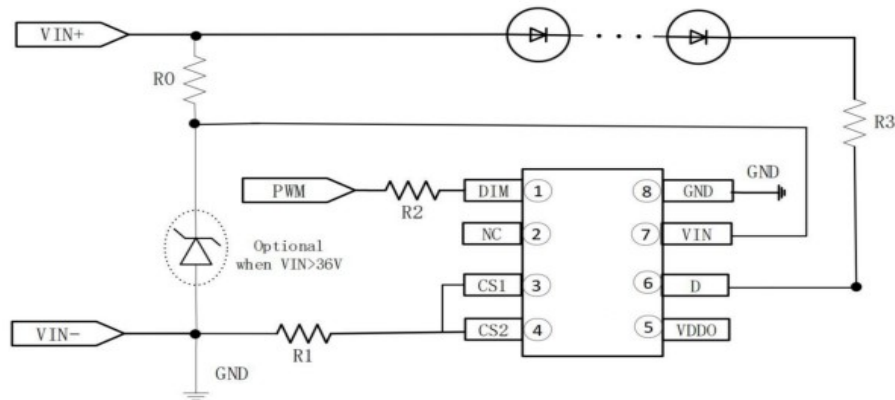 VIN+
R0
R3
GND
PWM
R2
DIM
1
8
GND
NC
2
7
VIN
Optional
when VIN>36V
CS1
3
6
D
VIN-
R1
CS2
4
5
VDDO
GND